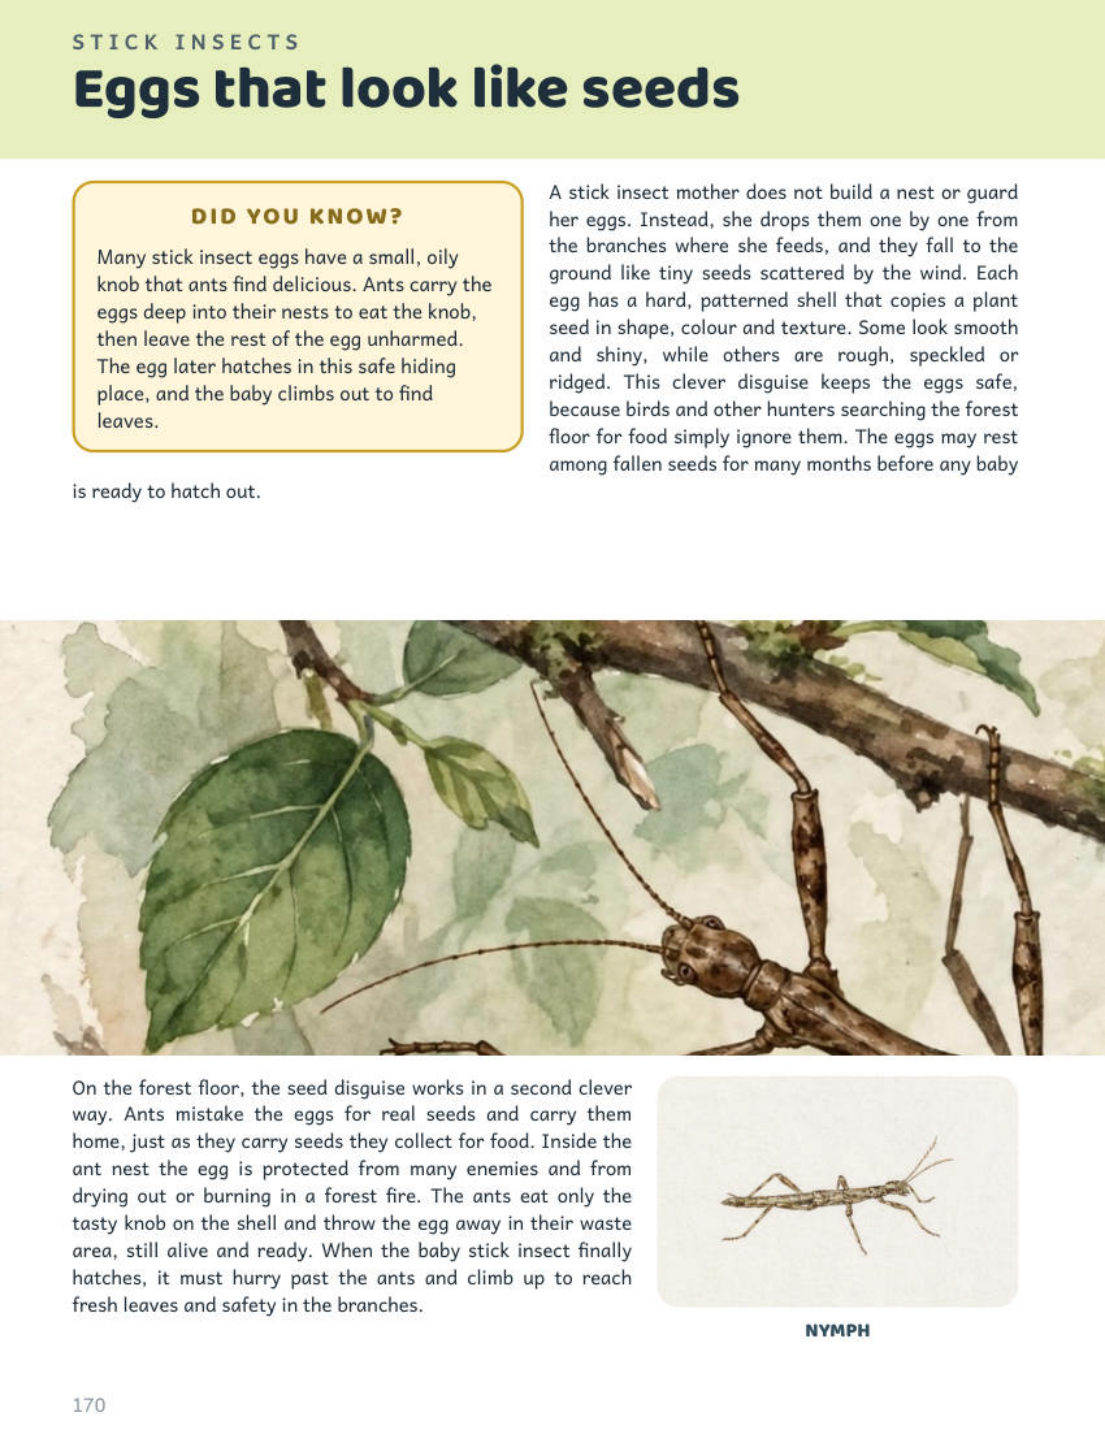 STICK INSECTS
Eggs that look like seeds
DID YOU KNOW?
Many stick insect eggs have a small, oily
knob that ants find delicious. Ants carry the
eggs deep into their nests to eat the knob,
then leave the rest of the egg unharmed.
The egg later hatches in this safe hiding
place, and the baby climbs out to find
leaves.
A stick insect mother does not build a nest or guard
her eggs. Instead, she drops them one by one from
the branches where she feeds, and they fall to the
ground like tiny seeds scattered by the wind. Each
egg has a hard, patterned shell that copies a plant
seed in shape, colour and texture. Some look smooth
and shiny, while others are rough, speckled or
ridged. This clever disguise keeps the eggs safe,
because birds and other hunters searching the forest
floor for food simply ignore them. The eggs may rest
among fallen seeds for many months before any baby
is ready to hatch out.
On the forest floor, the seed disguise works in a second clever
way. Ants mistake the eggs for real seeds and carry them
home, just as they carry seeds they collect for food. Inside the
ant nest the egg is protected from many enemies and from
drying out or burning in a forest fire. The ants eat only the
tasty knob on the shell and throw the egg away in their waste
area, still alive and ready. When the baby stick insect finally
hatches, it must hurry past the ants and climb up to reach
fresh leaves and safety in the branches.
NYMPH
170